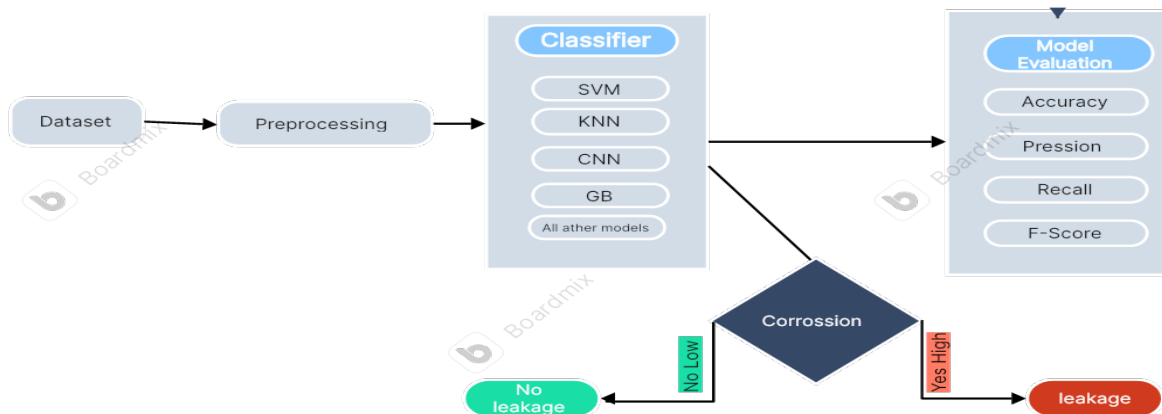 Dataset
Preprocessing
Classifier
SVM
KNN
CNN
GB
All ather models
Model
Evaluation
Accuracy
Pression
Recall
F-Score
Corrossion
No Low
Yes High
No
leakage
leakage
Boardmix
Boardmix
Boardmix